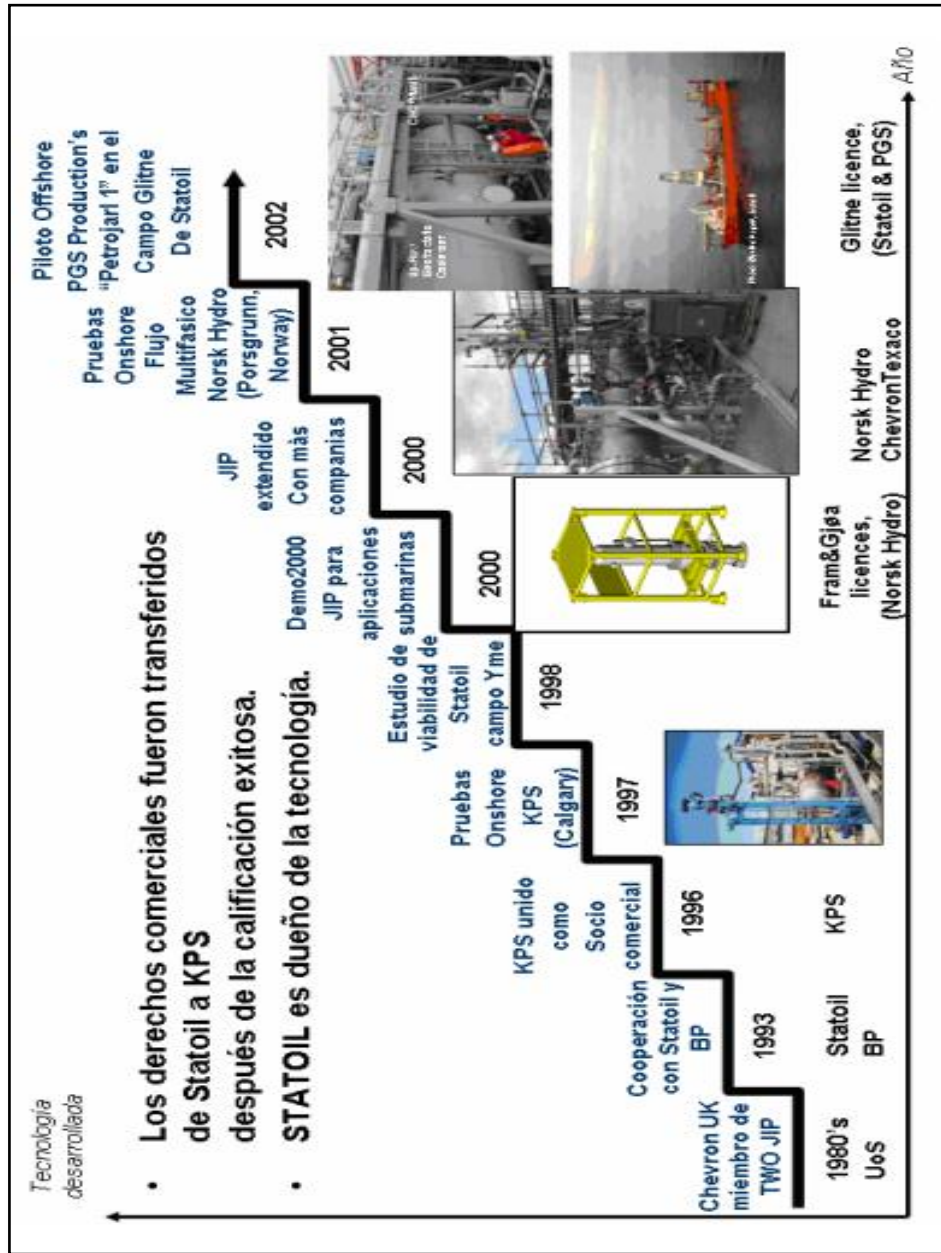 Tecnología
desarrollada
• Los derechos comerciales fueron transferidos
de Statoil a KPS
después de la calificación exitosa.
• STATOIL es dueño de la tecnología.
Chevron UK
miembro de
TWO JIP
1980's
UoS
Cooperación
con Statoil y
BP
1993
Statoil
BP
KPS unido
como
Socio
comercial
1996
KPS
Pruebas
Onshore
KPS
(Calgary)
1997
Estudio de
viabilidad de
Statoil
campo Yme
1998
Demo2000
JIP para
aplicaciones
submarinas
2000
Fram&Gjøa
licences,
(Norsk Hydro)
JIP
extendido
Con màs
companias
2000
Norsk Hydro
ChevronTexaco
Pruebas
Onshore
Flujo
Multifasico
Norsk Hydro
(Porsgrunn,
Norway)
2001
Piloto Offshore
PGS Production's
“Petrojarl 1” en el
Campo Glitne
De Statoil
2002
Glitne licence,
(Statoil & PGS)
Año